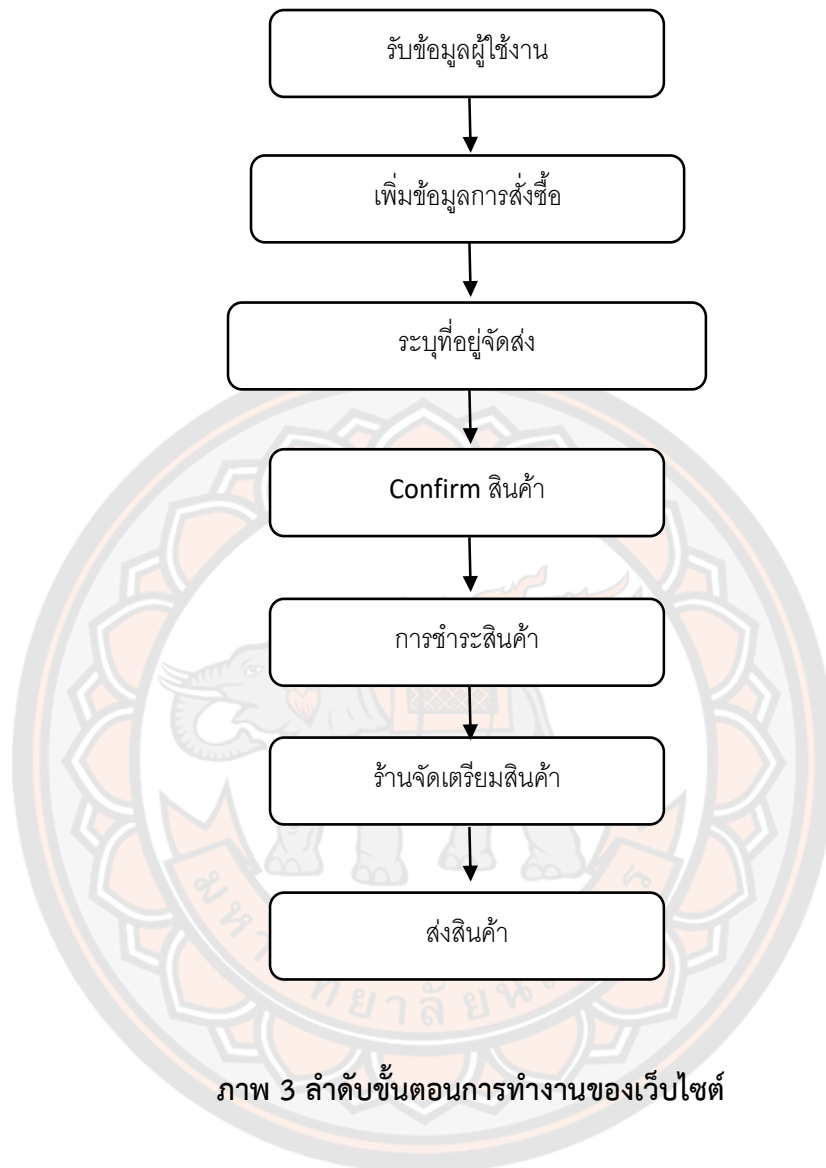 รับข้อมูลผู้ใช้งาน
เพิ่มข้อมูลการสั่งซื้อ
ระบุที่อยู่จัดส่ง
Confirm สินค้า
การชำระสินค้า
ร้านจัดเตรียมสินค้า
ส่งสินค้า
ภาพ 3 ลำดับขั้นตอนการทำงานของเว็บไซต์